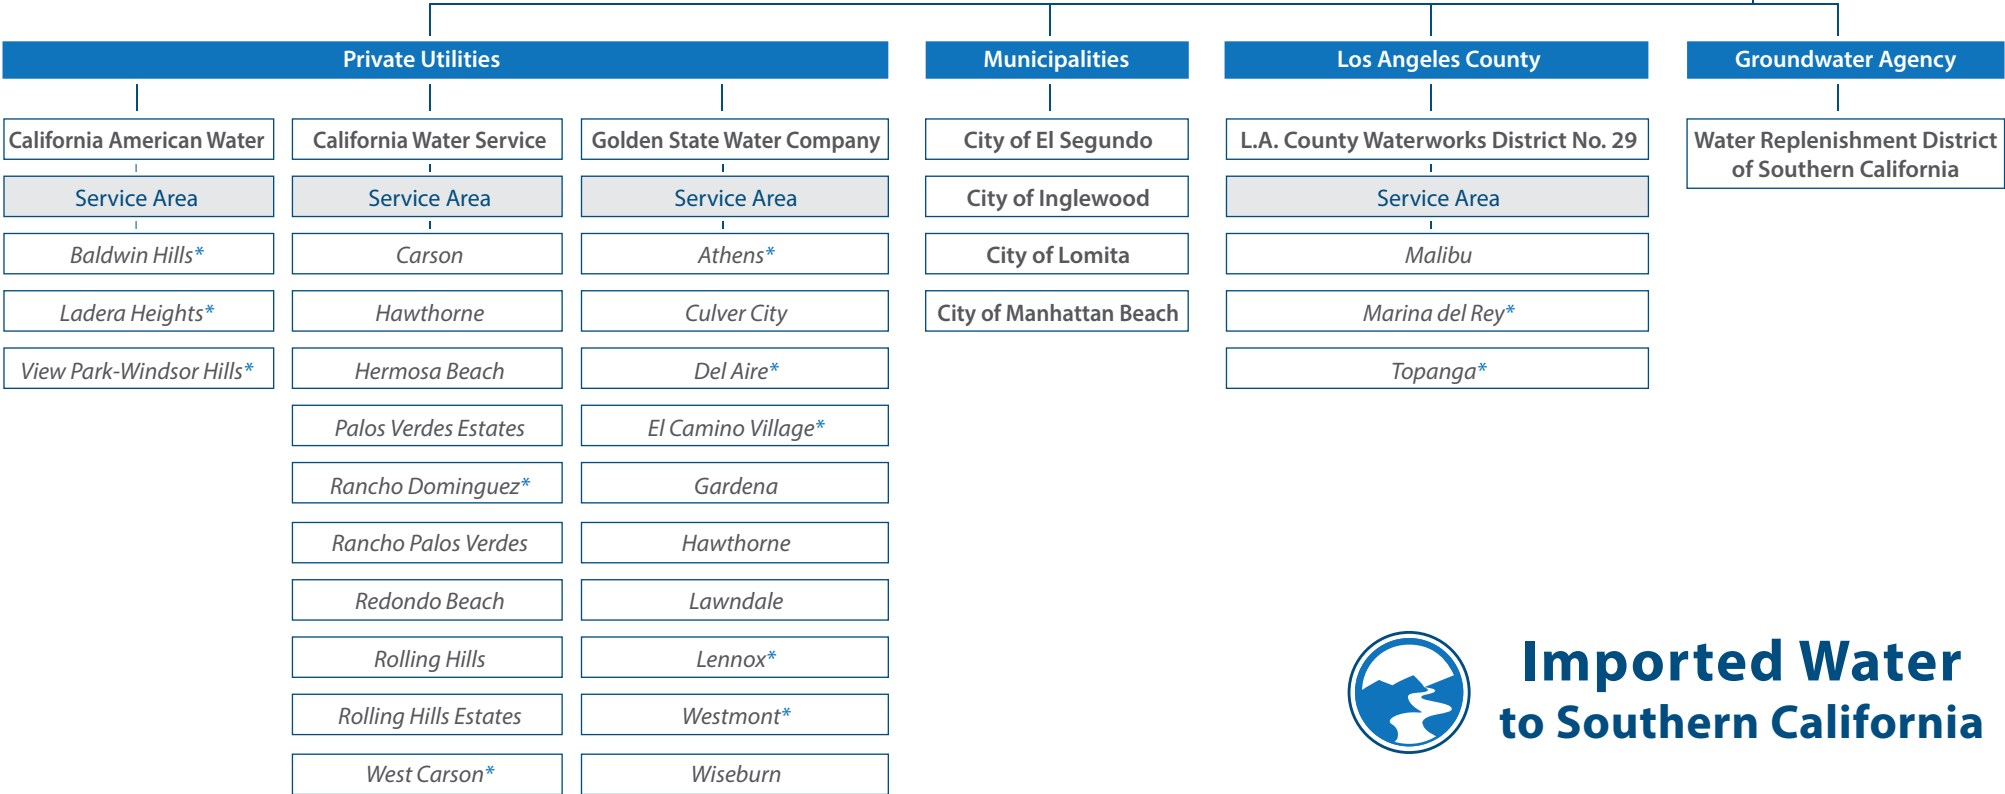 Private Utilities
Municipalities
Los Angeles County
Groundwater Agency
California American Water
Service Area
Baldwin Hills*
Ladera Heights*
View Park-Windsor Hills*
California Water Service
Service Area
Carson
Hawthorne
Hermosa Beach
Palos Verdes Estates
Rancho Dominguez*
Rancho Palos Verdes
Redondo Beach
Rolling Hills
Rolling Hills Estates
West Carson*
Golden State Water Company
Service Area
Athens*
Culver City
Del Aire*
El Camino Village*
Gardena
Hawthorne
Lawndale
Lennox*
Westmont*
Wiseburn
City of El Segundo
City of Inglewood
City of Lomita
City of Manhattan Beach
L.A. County Waterworks District No. 29
Service Area
Malibu
Marina del Rey*
Topanga*
Water Replenishment District
of Southern California
Imported Water
to Southern California